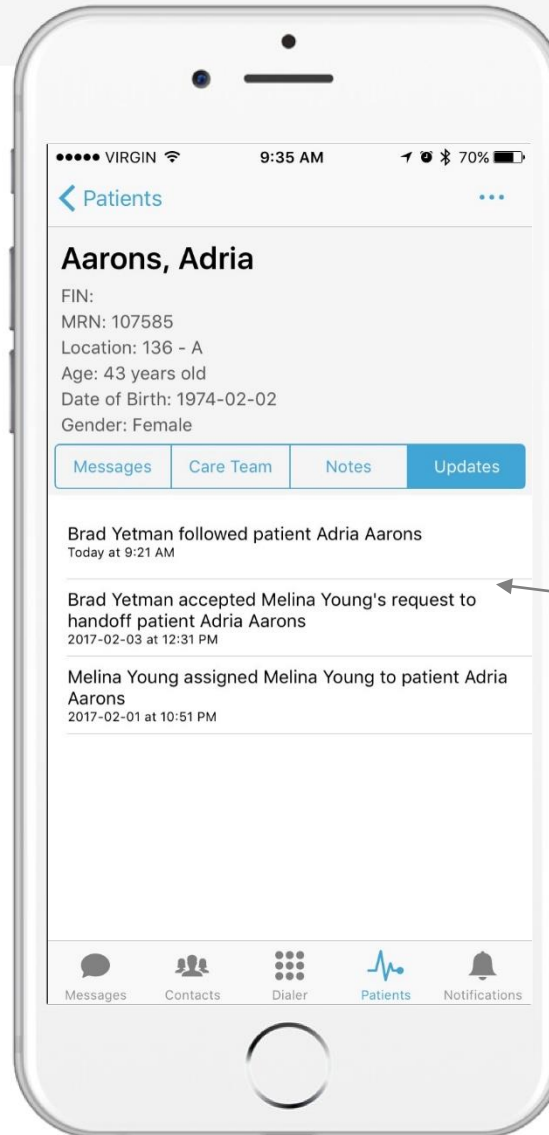 VIRGIN 9:35 AM 70%
Patients
Aarons, Adria
FIN:
MRN: 107585
Location: 136 - A
Age: 43 years old
Date of Birth: 1974-02-02
Gender: Female
Messages Care Team Notes Updates
Brad Yetman followed patient Adria Aarons
Today at 9:21 AM
Brad Yetman accepted Melina Young's request to
handoff patient Adria Aarons
2017-02-03 at 12:31 PM
Melina Young assigned Melina Young to patient Adria
Aarons
2017-02-01 at 10:51 PM
Messages Contacts Dialer Patients Notifications